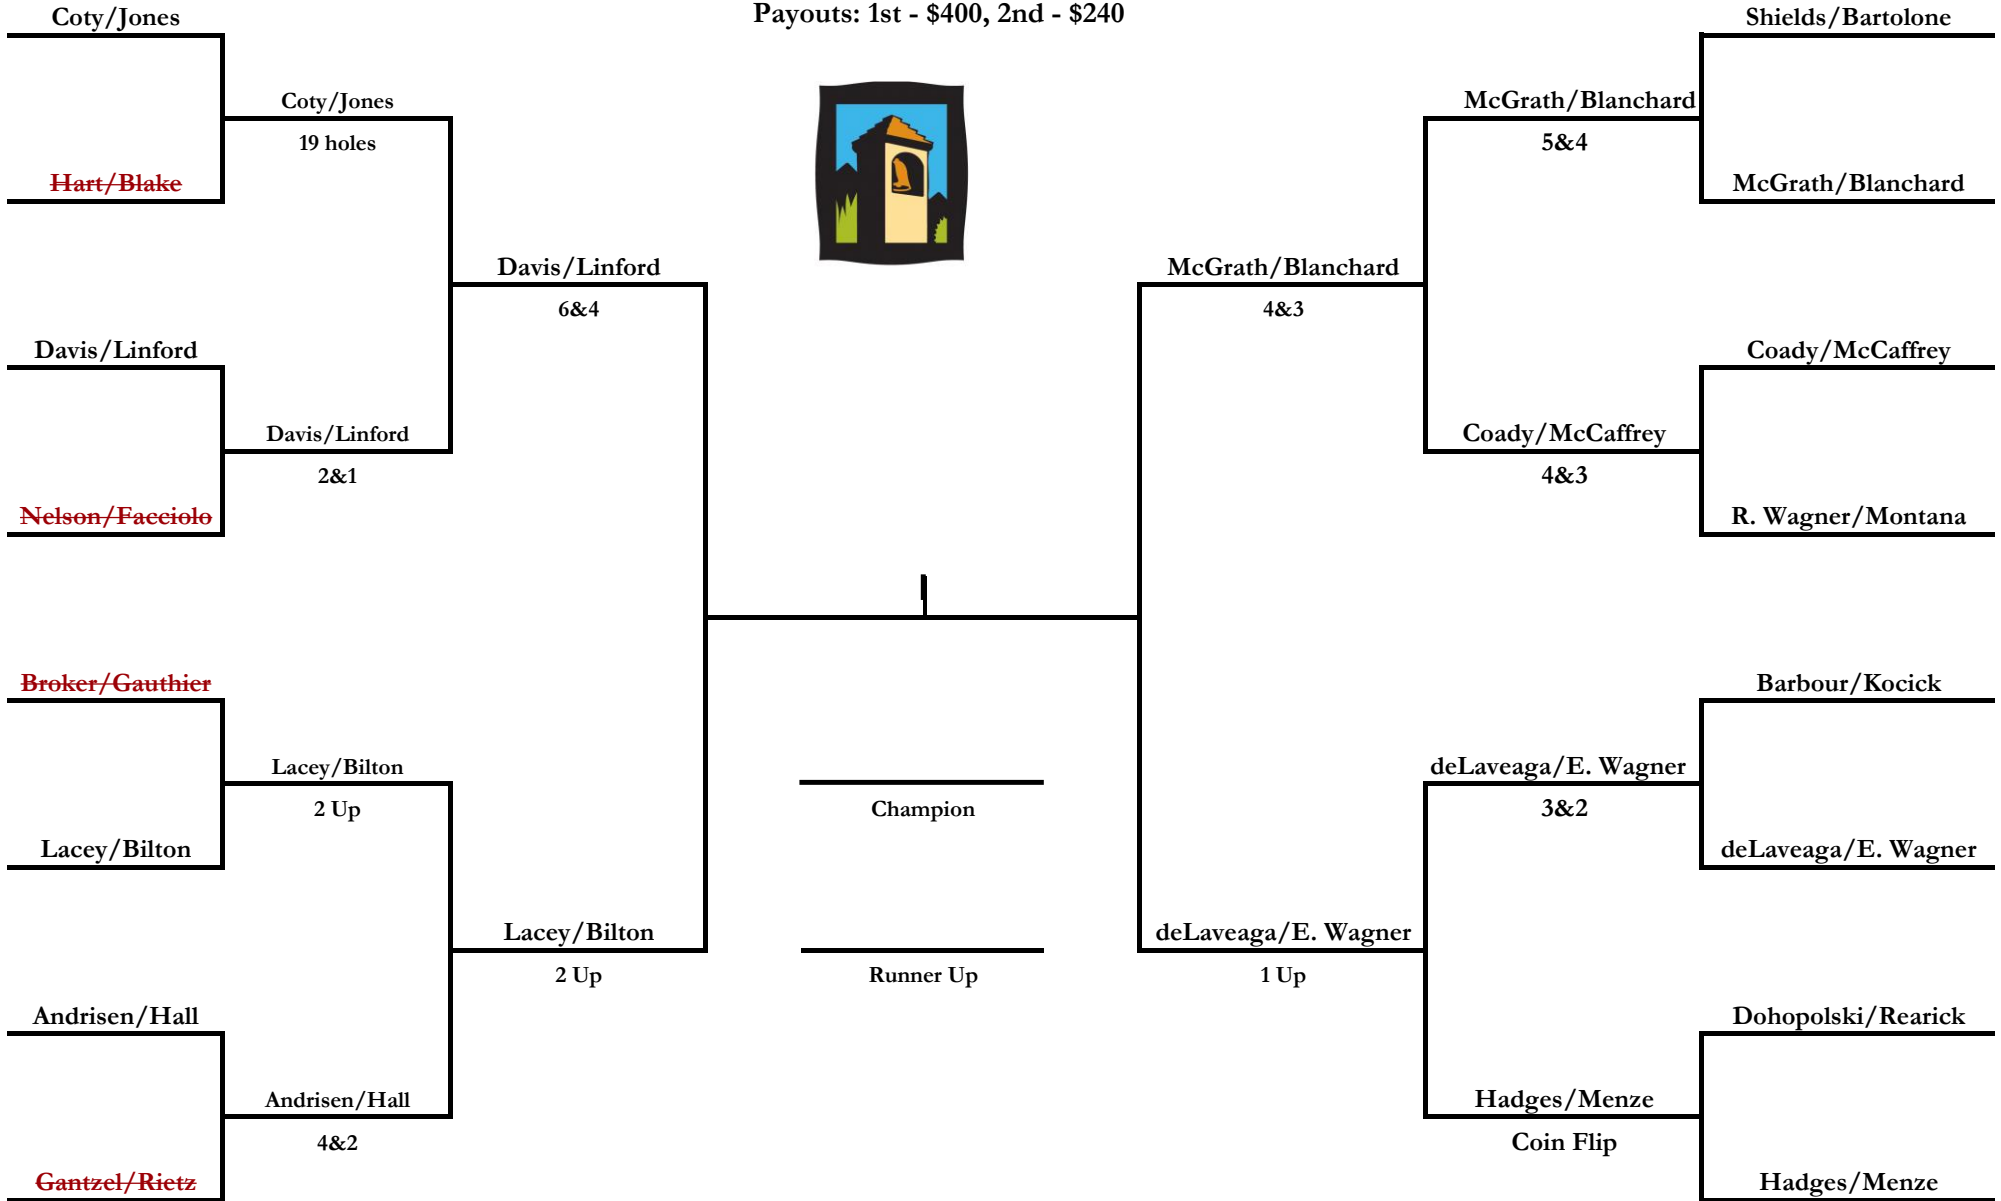 Payouts: 1st - $400, 2nd - $240
Coty/Jones
Coty/Jones
19 holes
Hart/Blake
Davis/Linford
6&4
Davis/Linford
Davis/Linford
2&1
Nelson/Facciolo
Broker/Gauthier
Lacey/Bilton
2 Up
Lacey/Bilton
Lacey/Bilton
2 Up
Andrisen/Hall
Andrisen/Hall
4&2
Gantzel/Rietz
Champion
Runner Up
Shields/Bartolone
McGrath/Blanchard
5&4
McGrath/Blanchard
McGrath/Blanchard
4&3
Coady/McCaffrey
Coady/McCaffrey
4&3
R. Wagner/Montana
Barbour/Kocick
deLaveaga/E. Wagner
3&2
deLaveaga/E. Wagner
deLaveaga/E. Wagner
1 Up
Dohopolski/Rearick
Hadges/Menze
Coin Flip
Hadges/Menze